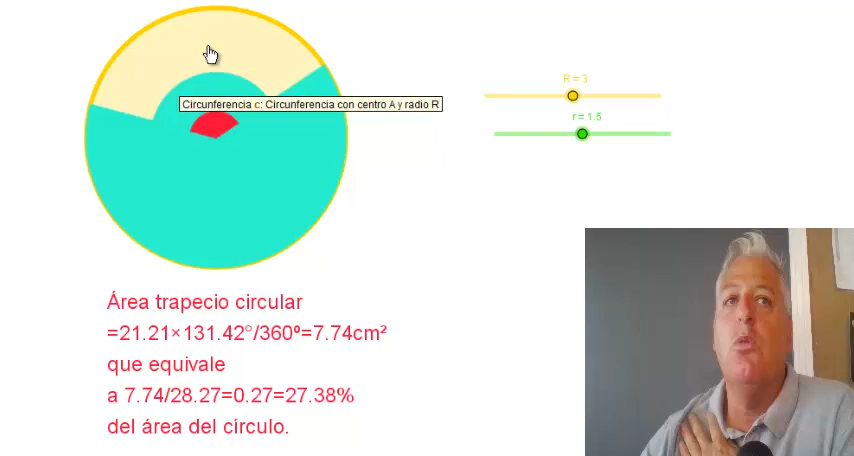 R = 3
Circunferencia c: Circunferencia con centro A y radio R
r = 1.5
Área trapecio circular
=21.21×131.42°/360º=7.74cm²
que equivale
a 7.74/28.27=0.27=27.38%
del área del círculo.